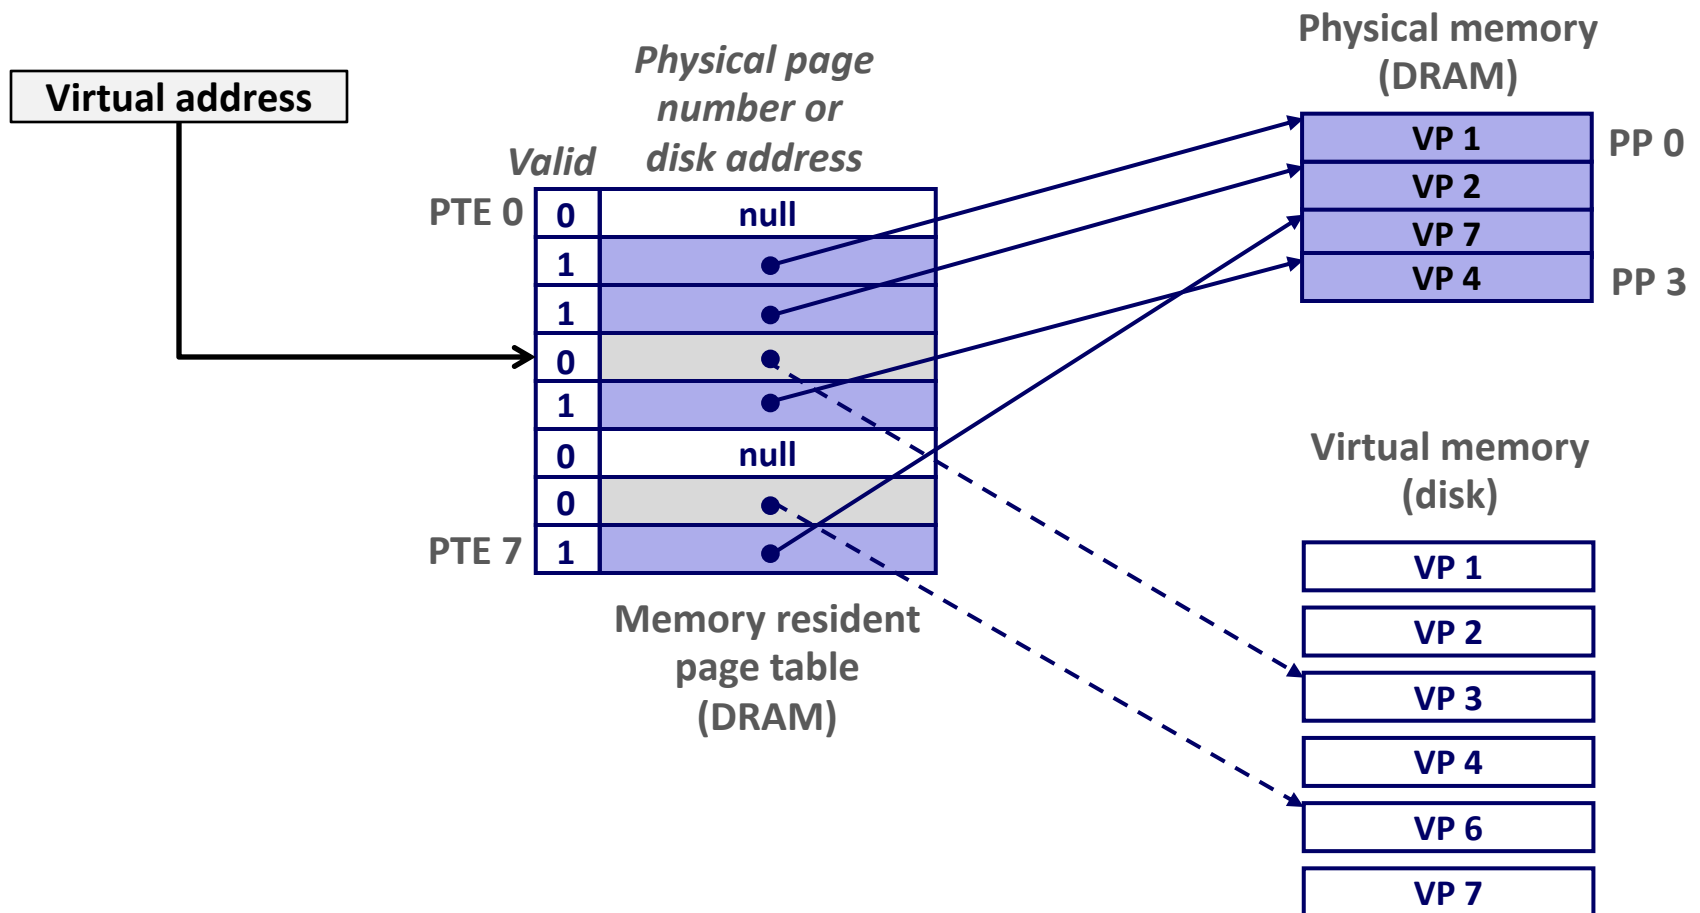 Virtual address
Physical page
number or
disk address
Valid
PTE 0
0
null
1
1
0
1
0
null
0
PTE 7
1
Memory resident
page table
(DRAM)
Physical memory
(DRAM)
VP 1
PP 0
VP 2
VP 7
VP 4
PP 3
Virtual memory
(disk)
VP 1
VP 2
VP 3
VP 4
VP 6
VP 7